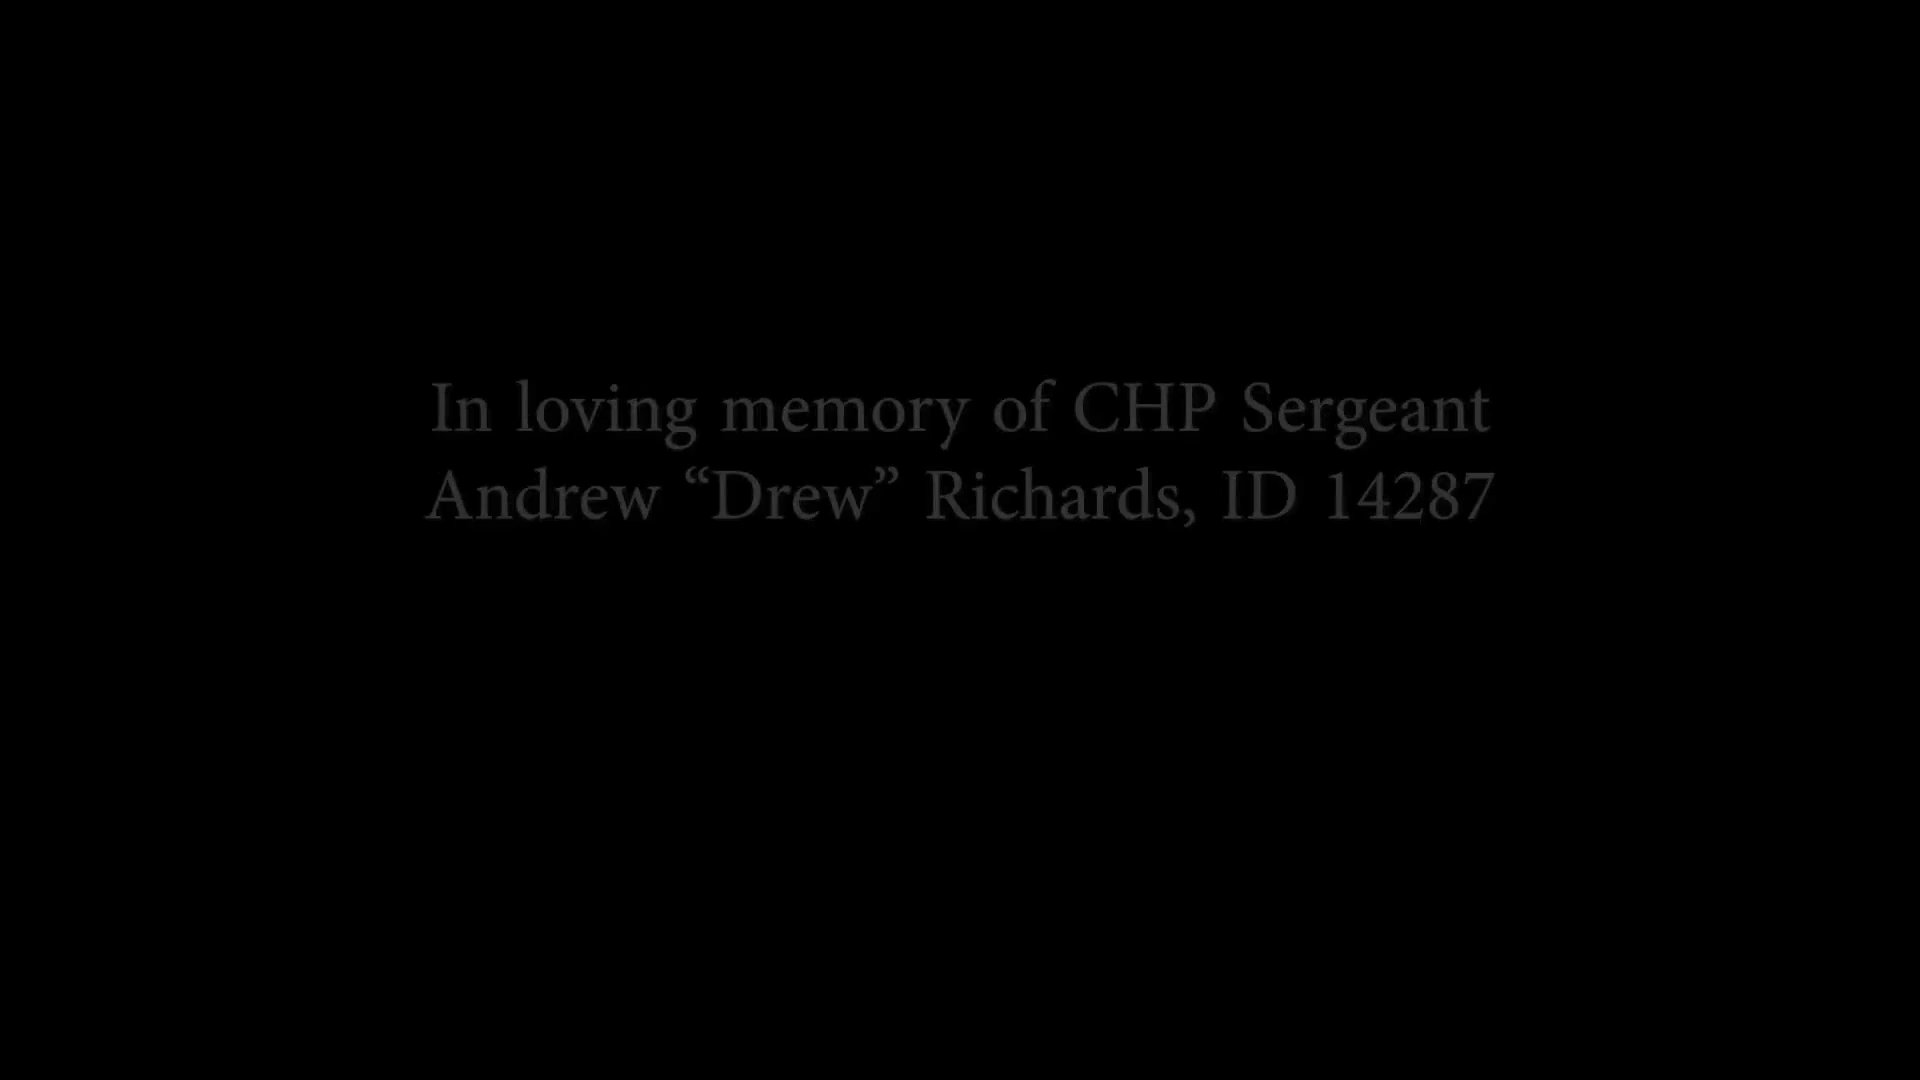 In loving memory of CHP Sergeant
Andrew “Drew” Richards, ID 14287